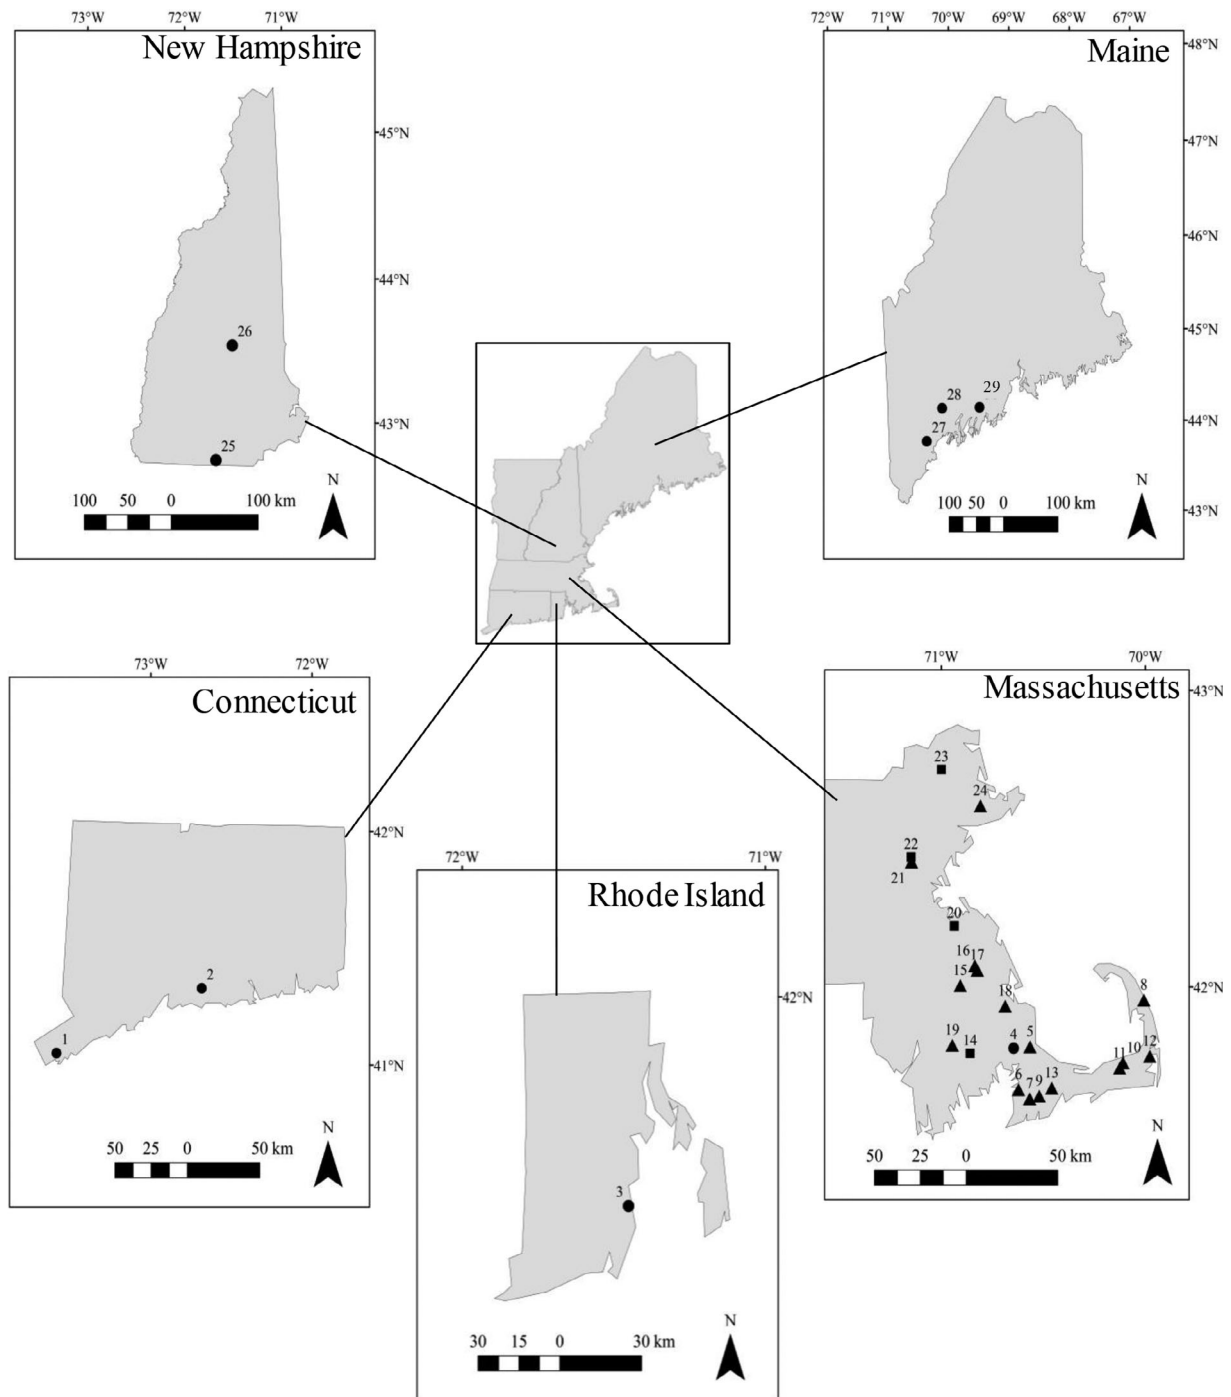 73°W 72°W 71°W
New Hampshire
45°N
44°N
26
43°N
25
N
100 50 0 100 km
72°W 71°W 70°W 69°W 68°W 67°W
48°N
Maine
47°N
46°N
45°N
28 29
44°N
27
N
100 50 0 100 km
43°N
73°W 72°W
Connecticut
42°N
2
1
41°N
N
50 25 0 50 km
72°W 71°W
Rhode Island
42°N
3
N
30 15 0 30 km
71°W 70°W
Massachusetts
43°N
23
24
22
21
20
16 17
15
8
42°N
18
19 14 4 5
11 10 12
6 7 9 13
N
50 25 0 50 km